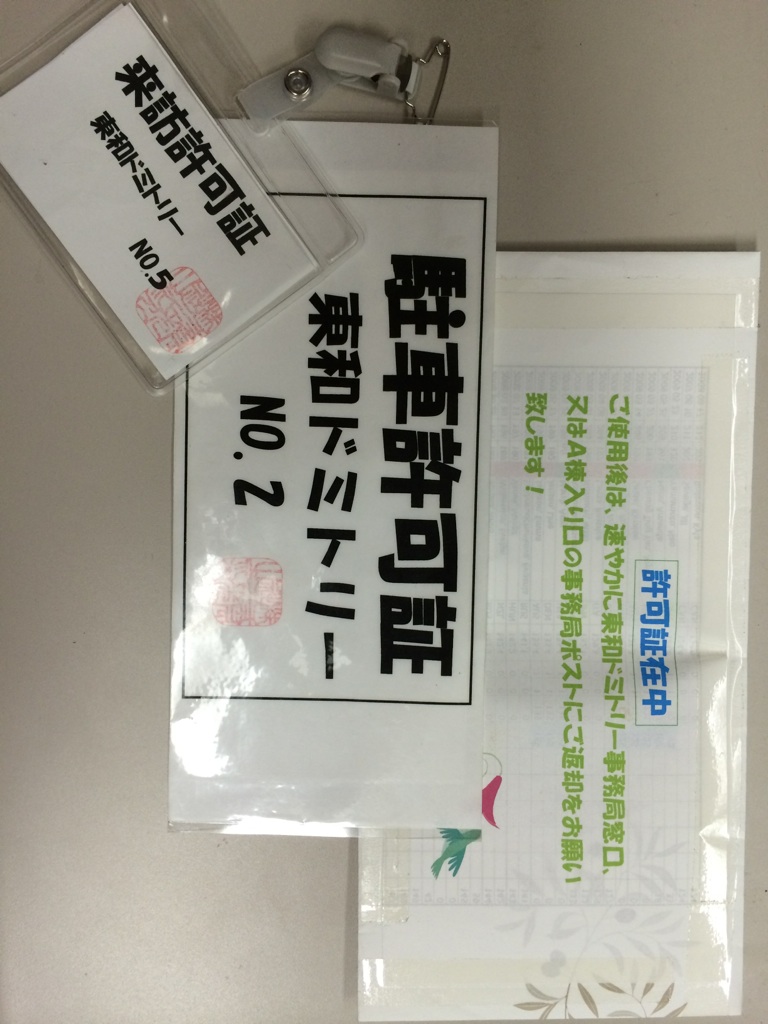 来訪許可証
東和ドミトリー
NO.5
駐車許可証
東和ドミトリー
NO.2
許可証在中
ご使用後は、速やかに東和ドミトリー事務局窓口、
又はA棟入り口の事務局ポストにご返却をお願い
致します！